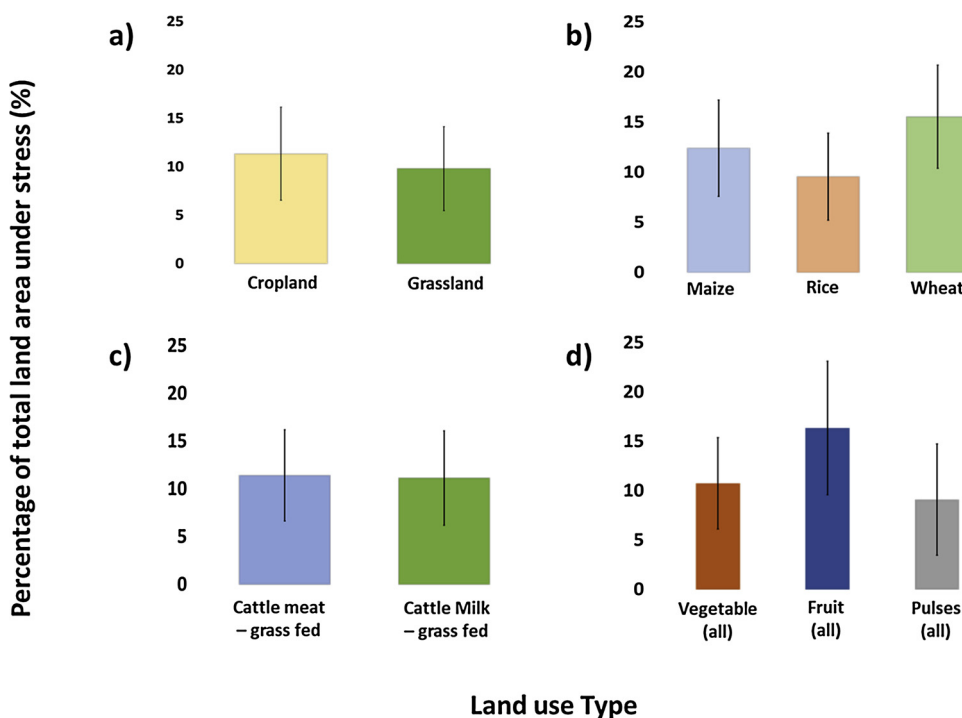 Percentage of total land area under stress (%)
a)
25
20
15
10
5
0
Cropland
Grassland
b)
25
20
15
10
5
0
Maize
Rice
Wheat
c)
25
20
15
10
5
0
Cattle meat
– grass fed
Cattle Milk
– grass fed
d)
25
20
15
10
5
0
Vegetable
(all)
Fruit
(all)
Pulses
(all)
Land use Type